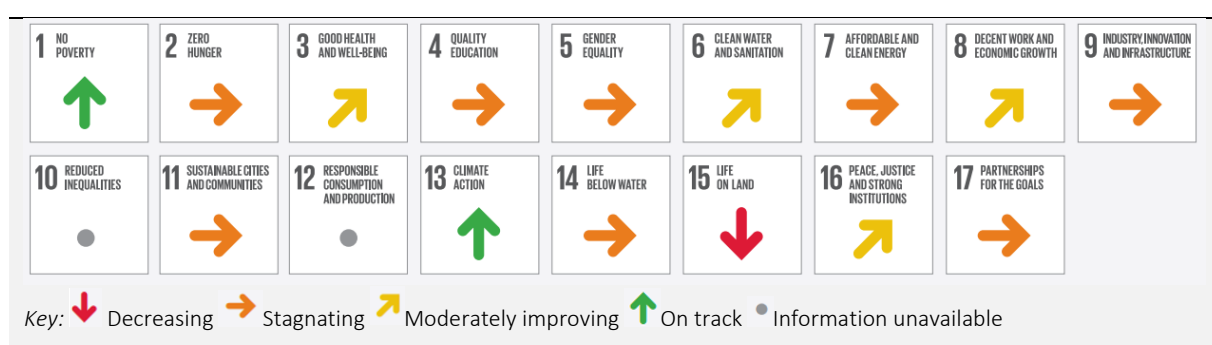 1 NO
POVERTY
2 ZERO
HUNGER
3 GOOD HEALTH
AND WELL-BEING
4 QUALITY
EDUCATION
5 GENDER
EQUALITY
6 CLEAN WATER
AND SANITATION
7 AFFORDABLE AND
CLEAN ENERGY
8 DECENT WORK AND
ECONOMIC GROWTH
9 INDUSTRY, INNOVATION
AND INFRASTRUCTURE
10 REDUCED
INEQUALITIES
11 SUSTAINABLE CITIES
AND COMMUNITIES
12 RESPONSIBLE
CONSUMPTION
AND PRODUCTION
13 CLIMATE
ACTION
14 LIFE
BELOW WATER
15 LIFE
ON LAND
16 PEACE, JUSTICE
AND STRONG
INSTITUTIONS
17 PARTNERSHIPS
FOR THE GOALS
Key: Decreasing Stagnating Moderately improving On track Information unavailable